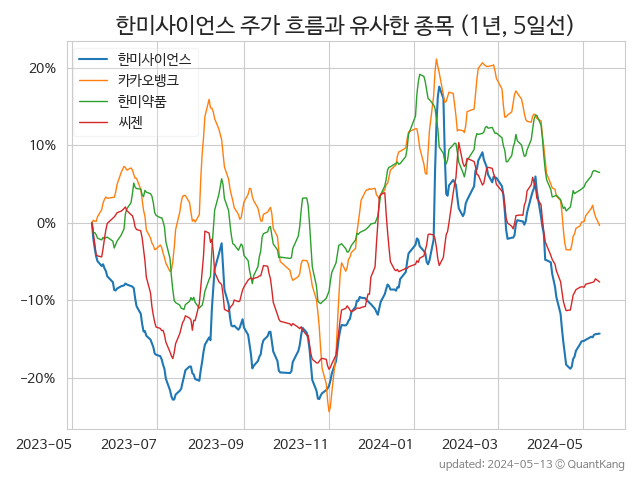 한미사이언스 주가 흐름과 유사한 종목 (1년, 5일선)
한미사이언스
카카오뱅크
한미약품
씨젠
20%
10%
0%
−10%
−20%
2023-05 2023-07 2023-09 2023-11 2024-01 2024-03 2024-05
updated: 2024-05-13 ⓒ QuantKang